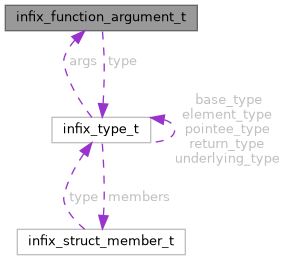 infix_function_argument_t
args
type
base_type
element_type
pointee_type
return_type
underlying_type
infix_type_t
type
members
infix_struct_member_t